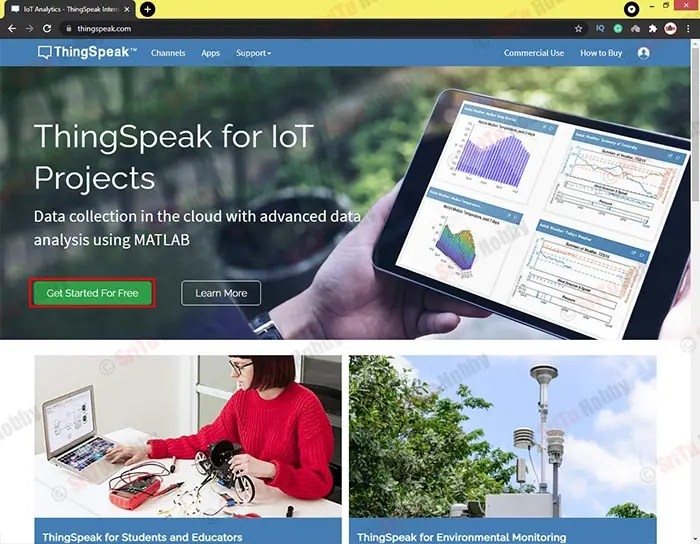 IoT Analytics - ThingSpeak Intern
thingspeak.com
ThingSpeak™ Channels Apps Support Commercial Use How to Buy
ThingSpeak for IoT
Projects
Data collection in the cloud with advanced data
analysis using MATLAB
Get Started For Free Learn More
© SriTu Hobby
ThingSpeak for Students and Educators
ThingSpeak for Environmental Monitoring